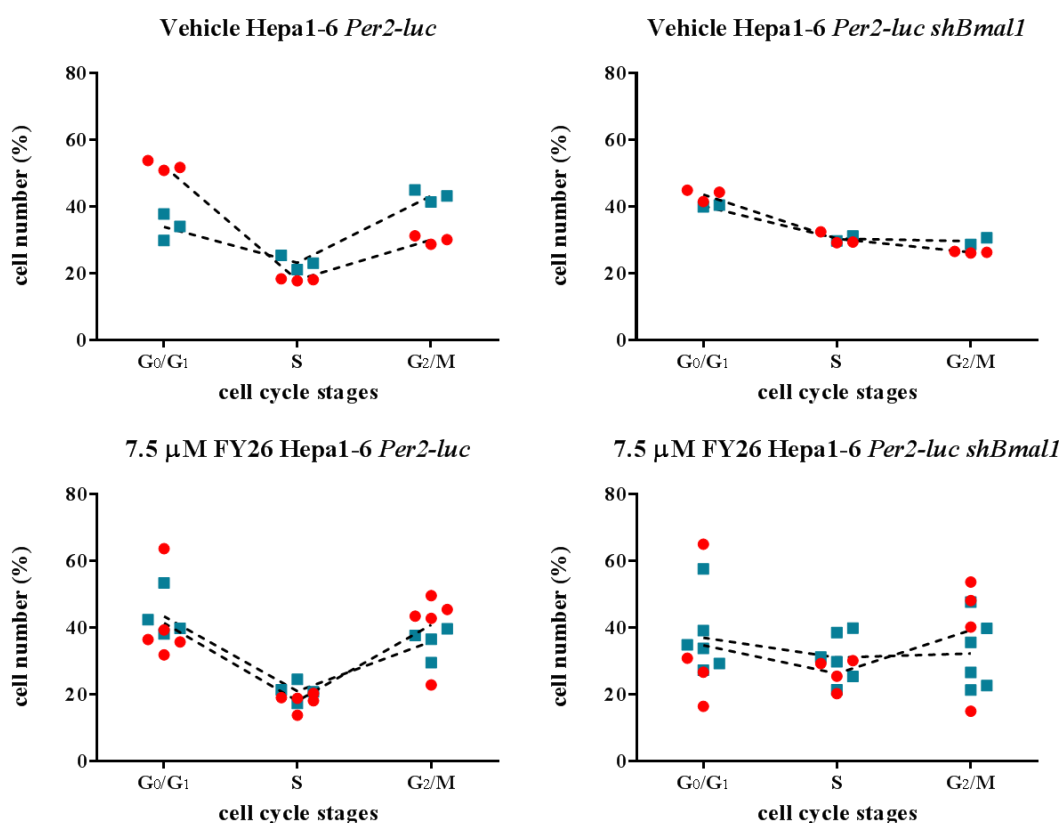 Vehicle Hepa1-6 Per2-luc
cell number (%)
80
60
40
20
0
G0/G1 S G2/M
cell cycle stages
Vehicle Hepa1-6 Per2-luc shBmal1
cell number (%)
80
60
40
20
0
G0/G1 S G2/M
cell cycle stages
7.5 μM FY26 Hepa1-6 Per2-luc
cell number (%)
80
60
40
20
0
G0/G1 S G2/M
cell cycle stages
7.5 μM FY26 Hepa1-6 Per2-luc shBmal1
cell number (%)
80
60
40
20
0
G0/G1 S G2/M
cell cycle stages